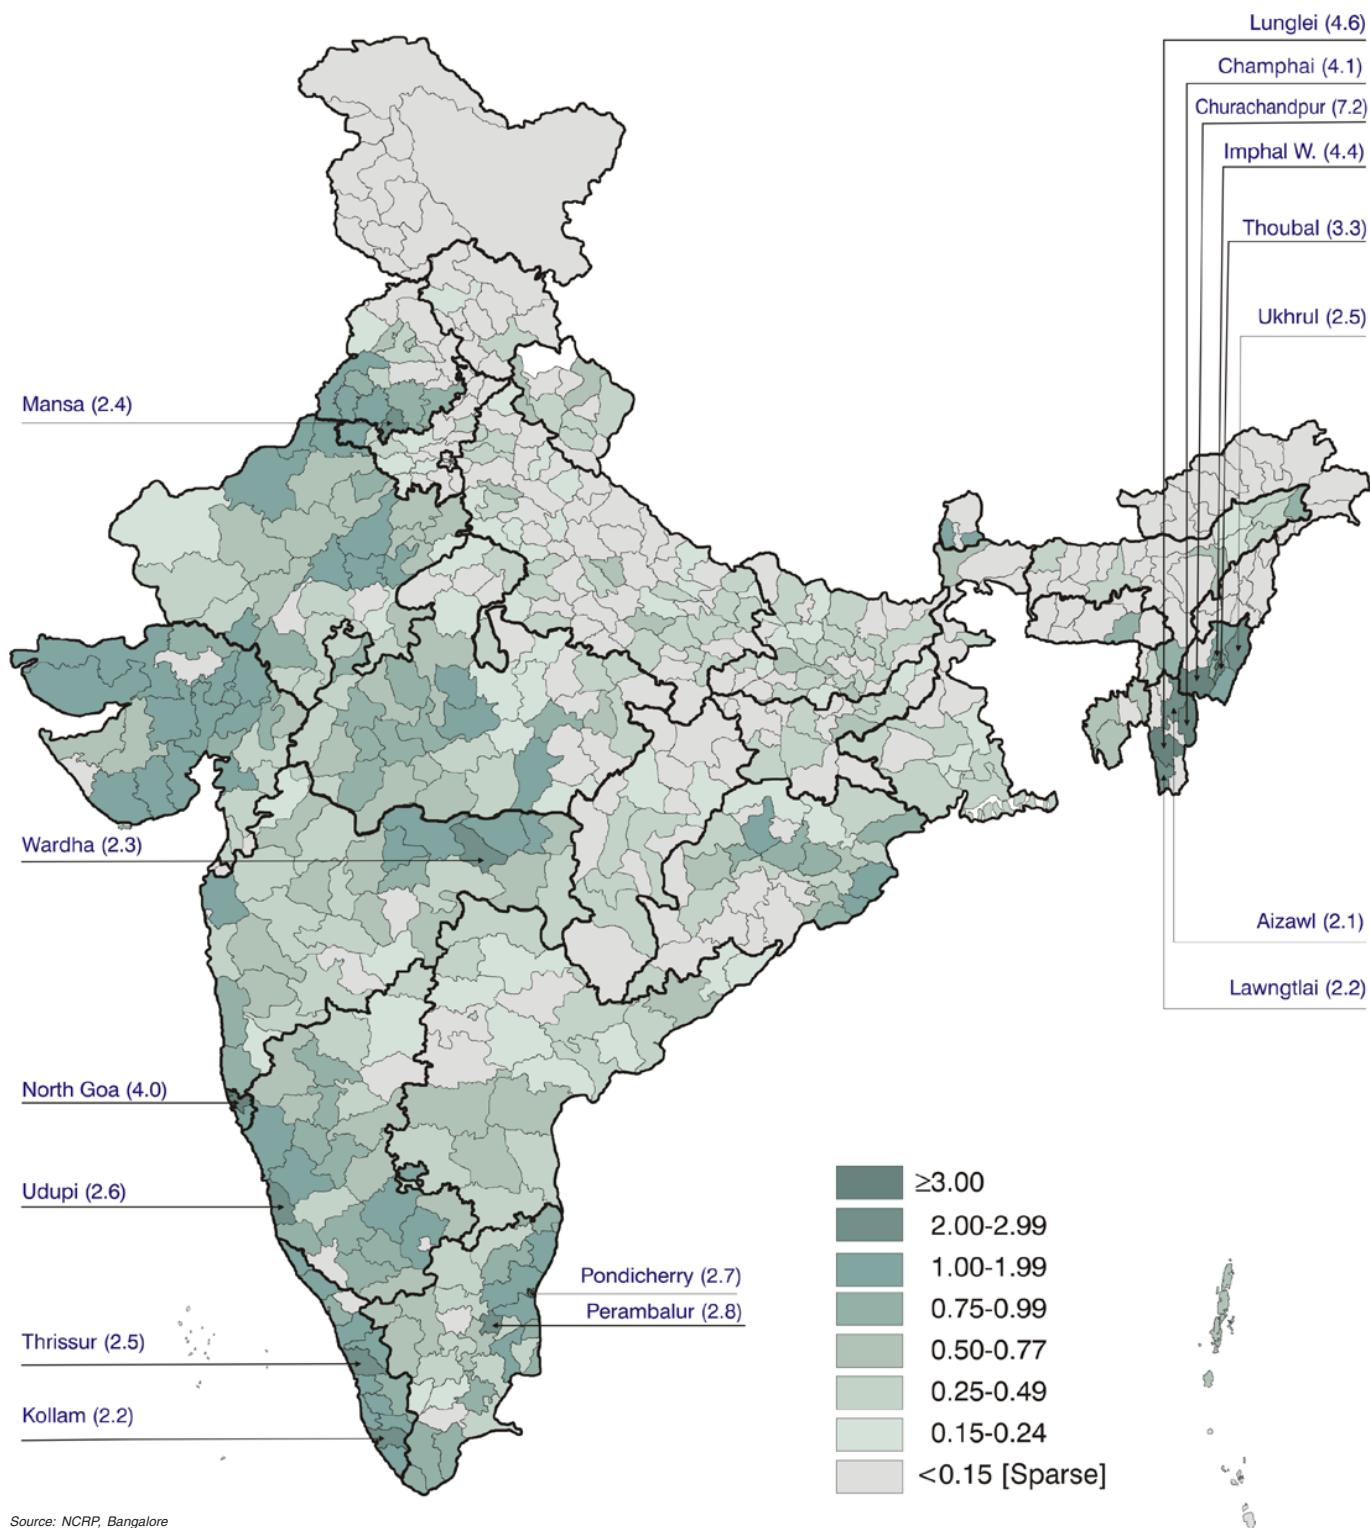 Lunglei (4.6)
Champhai (4.1)
Churachandpur (7.2)
Imphal W. (4.4)
Thoubal (3.3)
Ukhrul (2.5)
Mansa (2.4)
Wardha (2.3)
Aizawl (2.1)
Lawngtlai (2.2)
North Goa (4.0)
Udupi (2.6)
Pondicherry (2.7)
Perambalur (2.8)
Thrissur (2.5)
Kollam (2.2)
≥3.00
2.00-2.99
1.00-1.99
0.75-0.99
0.50-0.77
0.25-0.49
0.15-0.24
<0.15 [Sparse]
Source: NCRP, Bangalore